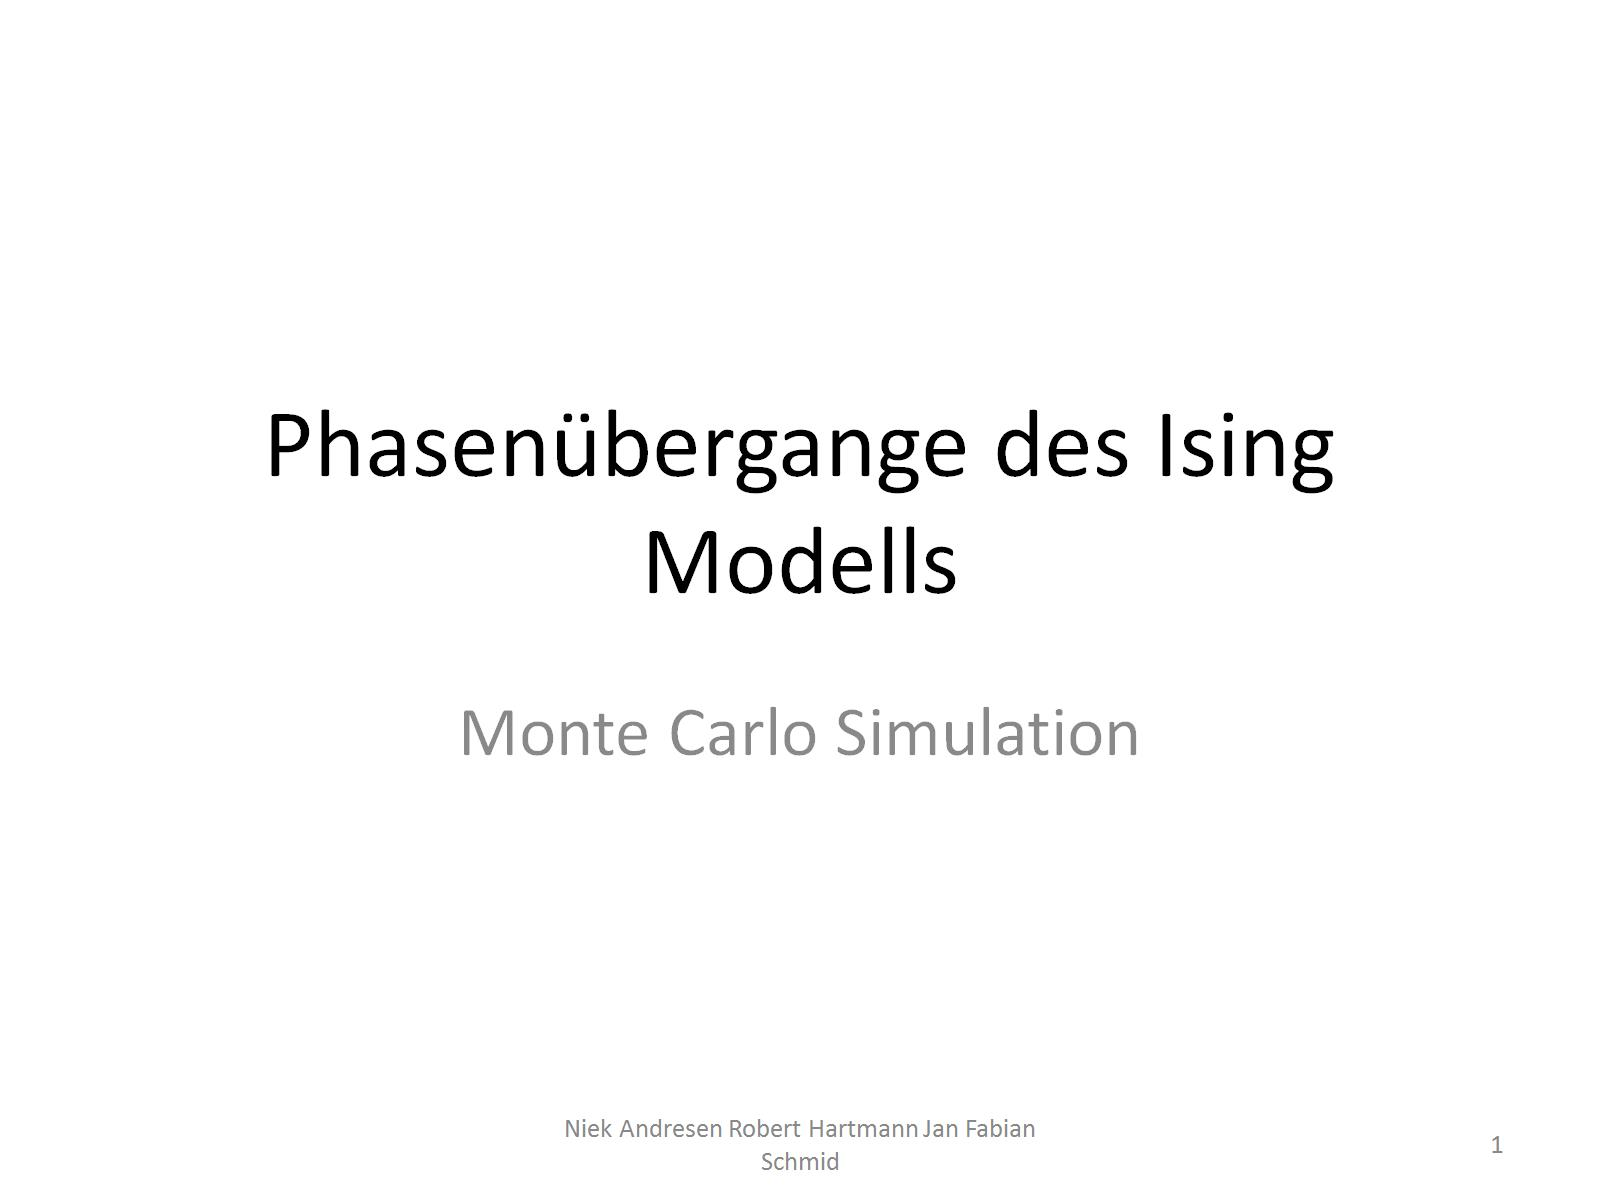 Phasenübergange des Ising
Modells
Monte Carlo Simulation
Niek Andresen Robert Hartmann Jan Fabian
Schmid
1